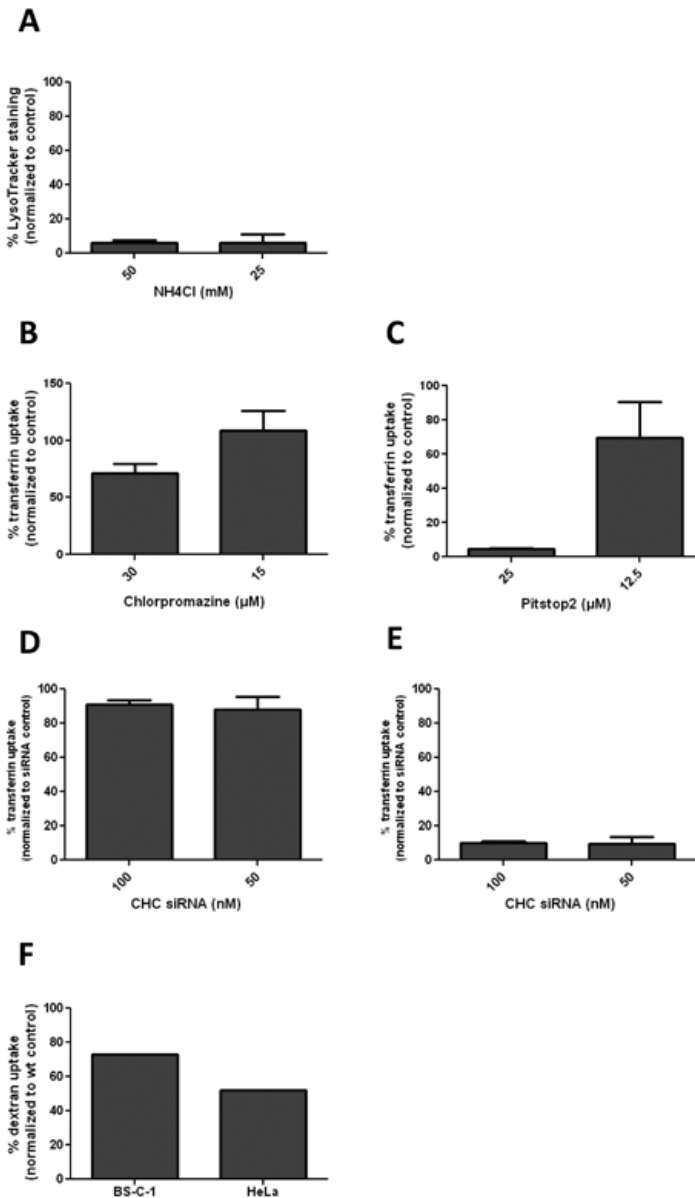 A
% LysoTracker staining
(normalized to control)
100
80
60
40
20
0
50
25
NH4Cl (mM)
B
% transferrin uptake
(normalized to control)
150
100
50
0
30
15
Chlorpromazine (µM)
C
% transferrin uptake
(normalized to control)
100
80
60
40
20
0
25
12.5
Pitstop2 (µM)
D
% transferrin uptake
(normalized to siRNA control)
100
80
60
40
20
0
100
50
CHC siRNA (nM)
E
% transferrin uptake
(normalized to siRNA control)
100
80
60
40
20
0
100
50
CHC siRNA (nM)
F
% dextran uptake
(normalized to wt control)
100
80
60
40
20
0
BS-C-1
HeLa